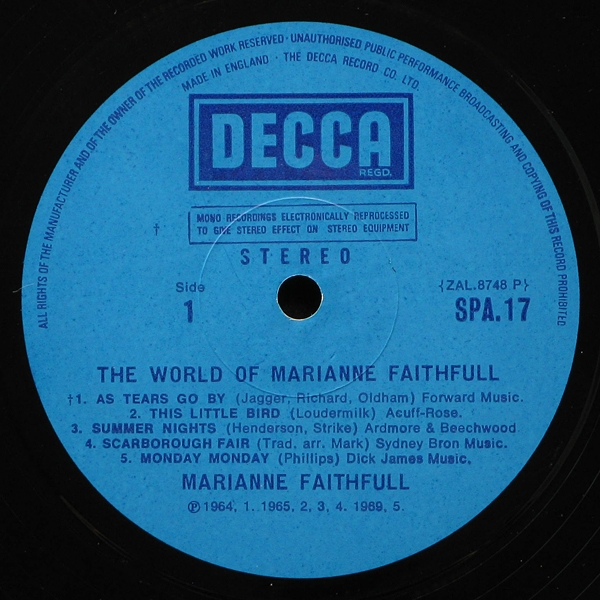 ALL RIGHTS OF THE MANUFACTURER AND OF THE OWNER OF THE RECORDED WORK RESERVED · UNAUTHORISED PUBLIC PERFORMANCE BROADCASTING AND COPYING OF THIS RECORD PROHIBITED
MADE IN ENGLAND · THE DECCA RECORD CO. LTD.
DECCA
REGD.
† MONO RECORDINGS ELECTRONICALLY REPROCESSED
TO GIVE STEREO EFFECT ON STEREO EQUIPMENT
STEREO
Side {ZAL.8748 P}
1 SPA.17
THE WORLD OF MARIANNE FAITHFULL
†1. AS TEARS GO BY (Jagger, Richard, Oldham) Forward Music.
2. THIS LITTLE BIRD (Loudermilk) Acuff-Rose.
3. SUMMER NIGHTS (Henderson, Strike) Ardmore & Beechwood
4. SCARBOROUGH FAIR (Trad, arr. Mark) Sydney Bron Music.
5. MONDAY MONDAY (Phillips) Dick James Music.
MARIANNE FAITHFULL
Ⓟ1964, 1. 1965, 2, 3, 4. 1969, 5.